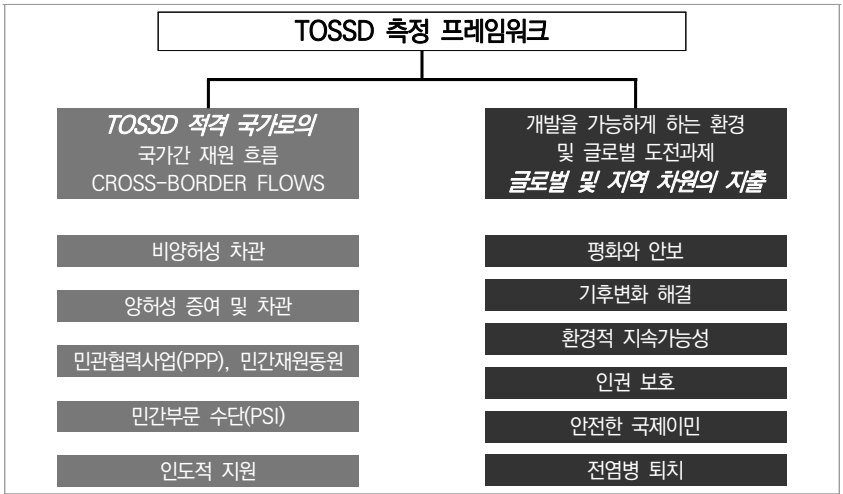 TOSSD 측정 프레임워크
TOSSD 적격 국가로의
국가간 재원 흐름
CROSS-BORDER FLOWS
비양허성 차관
양허성 증여 및 차관
민관협력사업(PPP), 민간재원동원
민간부문 수단(PSI)
인도적 지원
개발을 가능하게 하는 환경
및 글로벌 도전과제
글로벌 및 지역 차원의 지출
평화와 안보
기후변화 해결
환경적 지속가능성
인권 보호
안전한 국제이민
전염병 퇴치